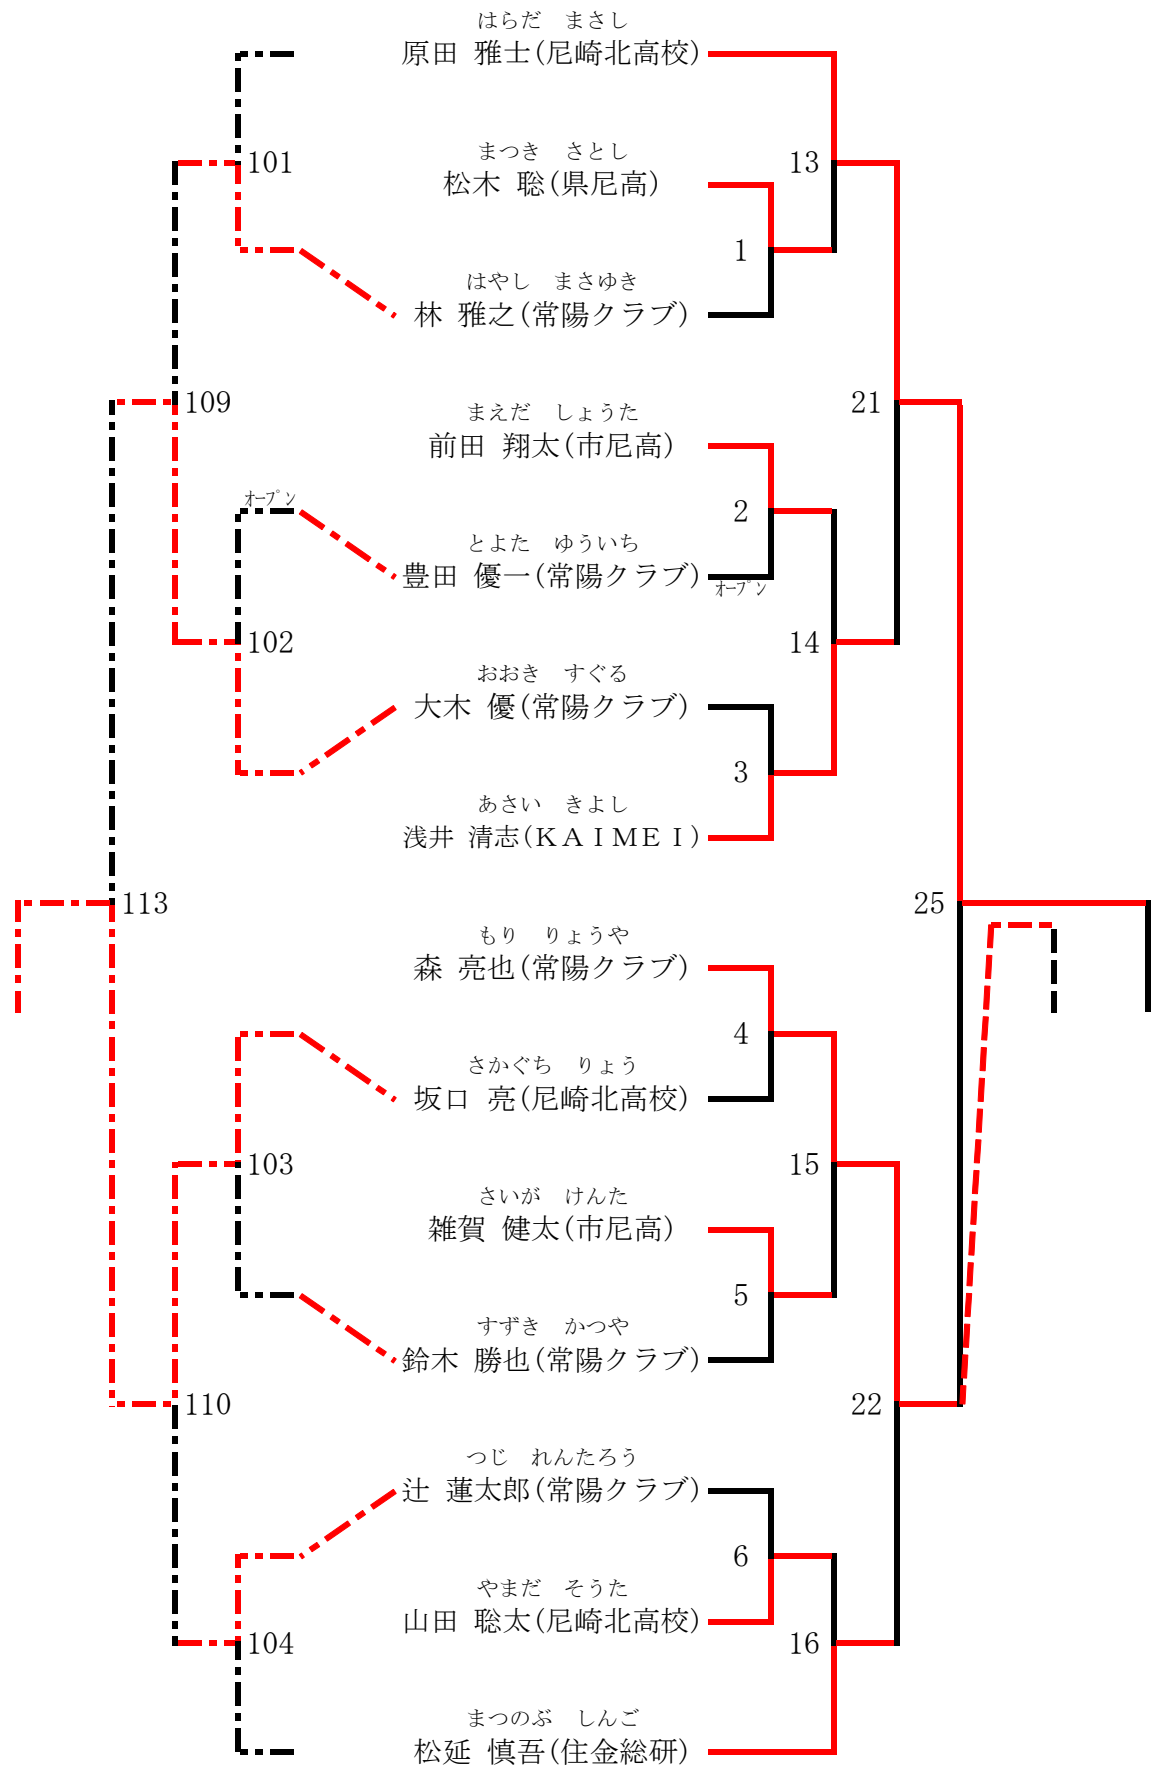 はらだ　まさし
原田 雅士(尼崎北高校)
101
まつき　さとし
13
松木 聡(県尼高)
1
はやし　まさゆき
林 雅之(常陽クラブ)
109
まえだ　しょうた
21
前田 翔太(市尼高)
オープン
2
とよた　ゆういち
豊田 優一(常陽クラブ)
オープン
102
14
おおき　すぐる
大木 優(常陽クラブ)
3
あさい　きよし
浅井 清志(ＫＡＩＭＥＩ)
113
25
もり　りょうや
森 亮也(常陽クラブ)
4
さかぐち　りょう
坂口 亮(尼崎北高校)
103
15
さいが　けんた
雑賀 健太(市尼高)
5
すずき　かつや
鈴木 勝也(常陽クラブ)
110
22
つじ　れんたろう
辻 蓮太郎(常陽クラブ)
6
やまだ　そうた
山田 聡太(尼崎北高校)
104
16
まつのぶ　しんご
松延 慎吾(住金総研)